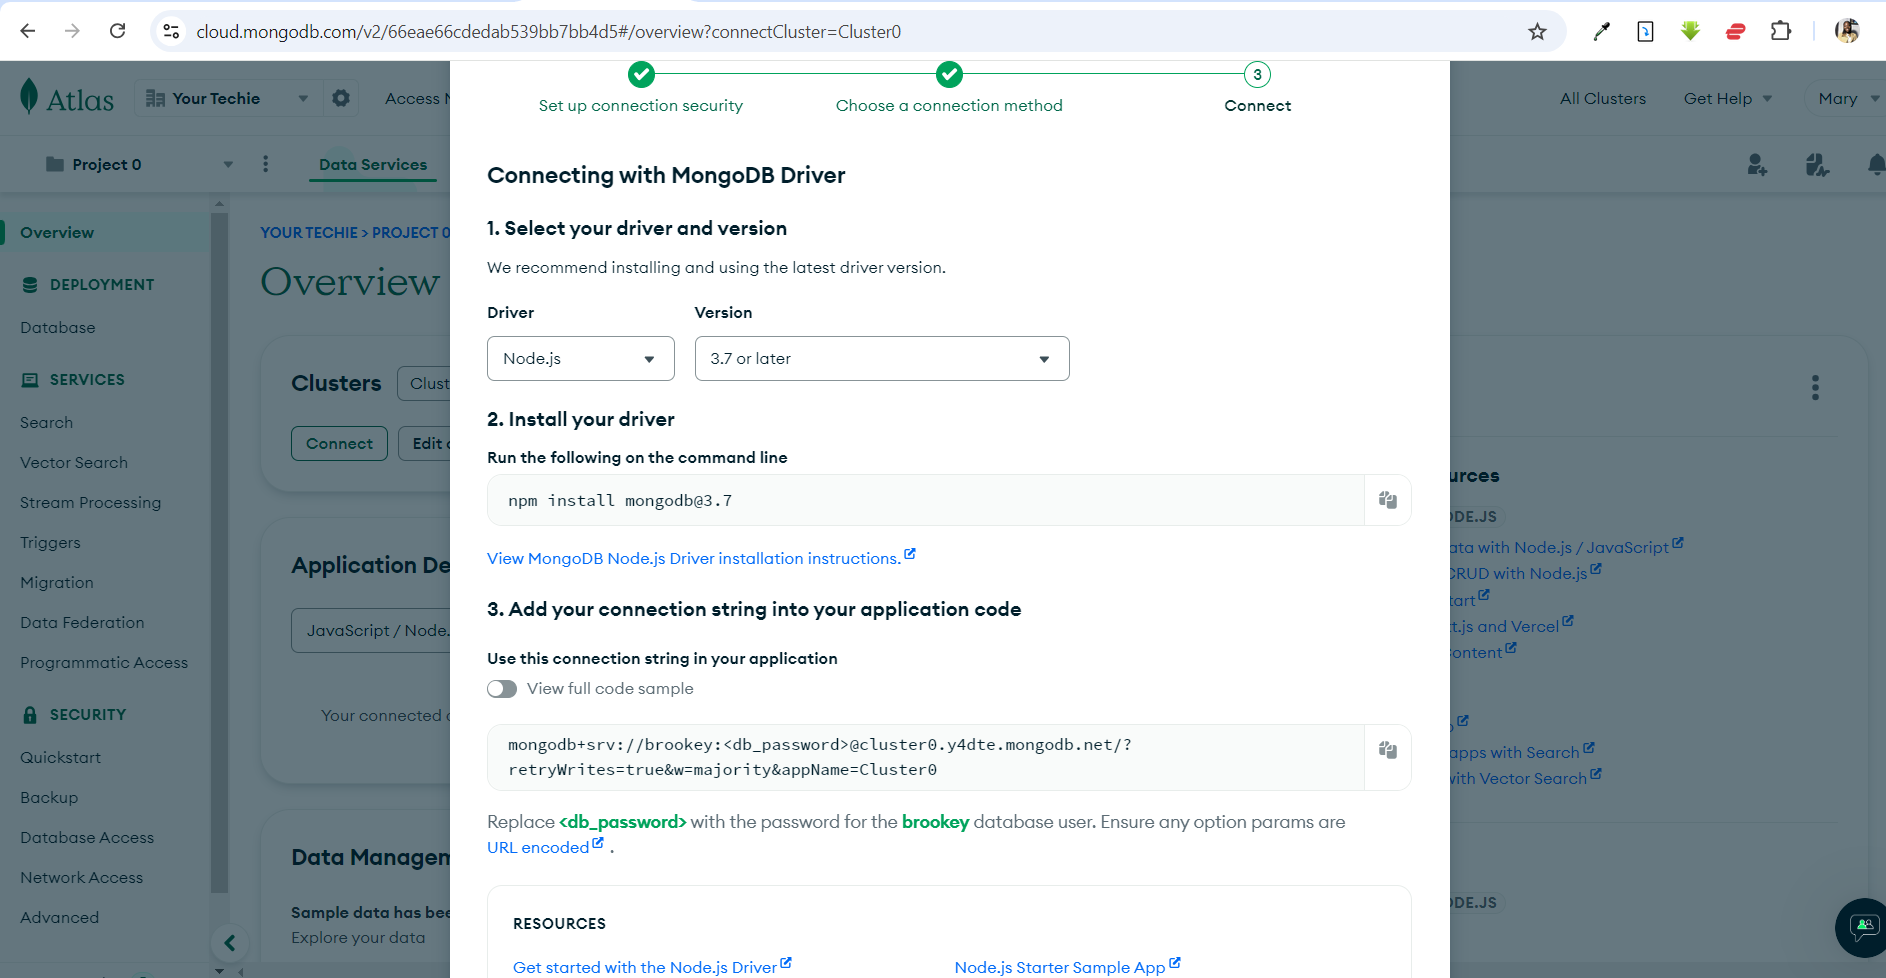 cloud.mongodb.com/v2/66eae66cdedab539bb7bb4d5#/overview?connectCluster=Cluster0
Atlas
Your Techie
Access
All Clusters
Get Help
Mary
Set up connection security
Choose a connection method
3
Connect
Project 0
Data Services
Overview
DEPLOYMENT
Database
SERVICES
Search
Vector Search
Stream Processing
Triggers
Migration
Data Federation
Programmatic Access
SECURITY
Quickstart
Backup
Database Access
Network Access
Advanced
YOUR TECHIE > PROJECT 0
Overview
Clusters
Clust
Connect
Edit
Application De
JavaScript / Node.
Your connected
Data Managem
Sample data has bee
Explore your data
Connecting with MongoDB Driver
1. Select your driver and version
We recommend installing and using the latest driver version.
Driver
Version
Node.js
3.7 or later
2. Install your driver
Run the following on the command line
npm install mongodb@3.7
View MongoDB Node.js Driver installation instructions.
3. Add your connection string into your application code
Use this connection string in your application
View full code sample
mongodb+srv://brookey:<db_password>@cluster0.y4dte.mongodb.net/?
retryWrites=true&w=majority&appName=Cluster0
Replace <db_password> with the password for the brookey database user. Ensure any option params are
URL encoded .
RESOURCES
Get started with the Node.js Driver
Node.js Starter Sample App
urces
DE.JS
ata with Node.js / JavaScript
CRUD with Node.js
tart
t.js and Vercel
ontent
apps with Search
with Vector Search
DE.JS